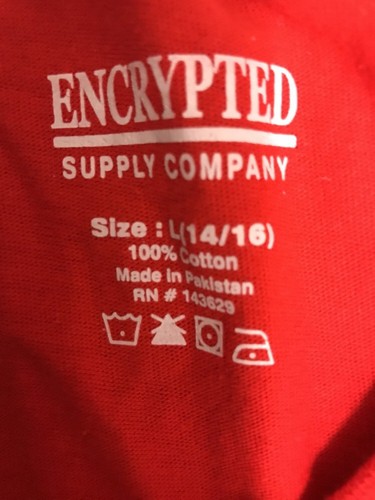 ENCRYPTED
SUPPLY COMPANY
Size : L(14/16)
100% Cotton
Made in Pakistan
RN # 143629